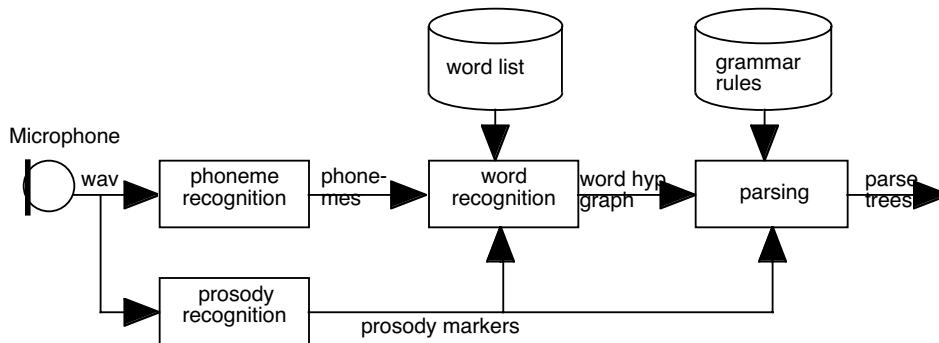 word list
grammar
rules
Microphone
wav
phoneme
recognition
phone-
mes
word
recognition
word hyp
graph
parsing
parse
trees
prosody
recognition
prosody markers